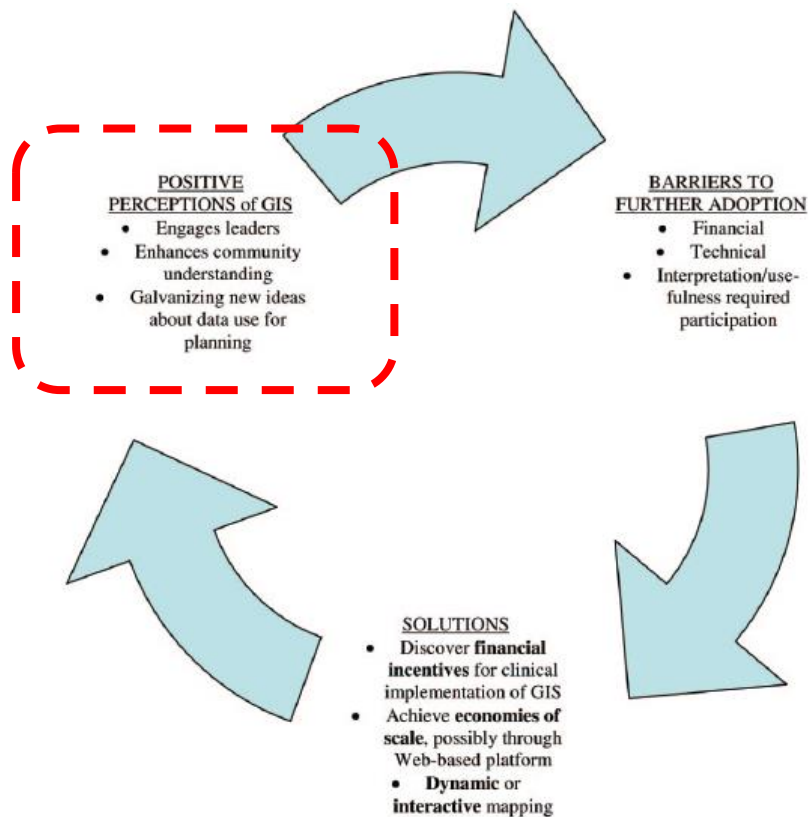 POSITIVE
PERCEPTIONS of GIS
• Engages leaders
• Enhances community
understanding
• Galvanizing new ideas
about data use for
planning
BARRIERS TO
FURTHER ADOPTION
• Financial
• Technical
• Interpretation/use-
fulness required
participation
SOLUTIONS
• Discover financial
incentives for clinical
implementation of GIS
• Achieve economies of
scale, possibly through
Web-based platform
• Dynamic or
interactive mapping